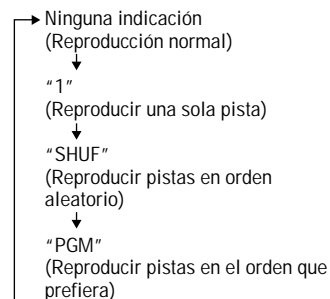 Ninguna indicación
(Reproducción normal)
“1”
(Reproducir una sola pista)
“SHUF”
(Reproducir pistas en orden
aleatorio)
“PGM”
(Reproducir pistas en el orden que
prefiera)